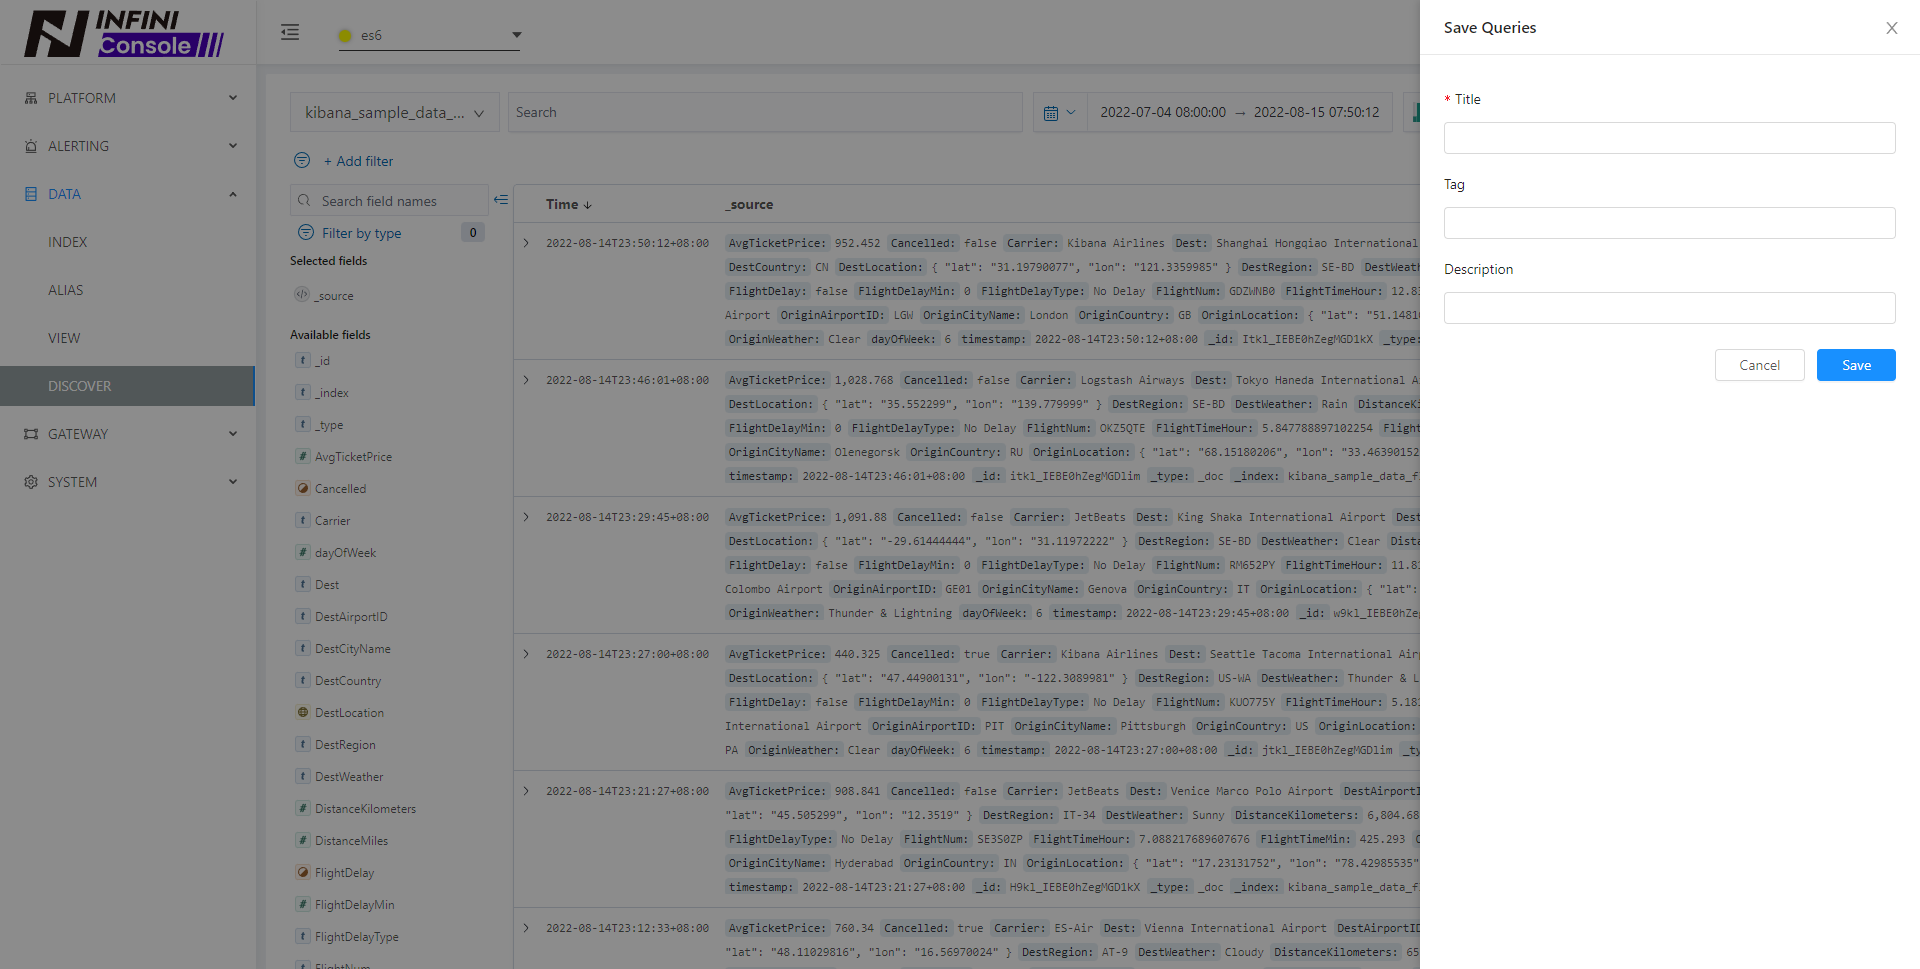 INFINI
Console
es6
Save Queries
PLATFORM
ALERTING
DATA
INDEX
ALIAS
VIEW
DISCOVER
GATEWAY
SYSTEM
kibana_sample_data_...
Search
2022-07-04 08:00:00 → 2022-08-15 07:50:12
+ Add filter
Search field names
Filter by type 0
Selected fields
_source
Available fields
_id
_index
_type
AvgTicketPrice
Cancelled
Carrier
dayOfWeek
Dest
DestAirportID
DestCityName
DestCountry
DestLocation
DestRegion
DestWeather
DistanceKilometers
DistanceMiles
FlightDelay
FlightDelayMin
FlightDelayType
FlightNum
Time ↓ _source
2022-08-14T23:50:12+08:00 AvgTicketPrice: 952.452 Cancelled: false Carrier: Kibana Airlines Dest: Shanghai Hongqiao International
DestCountry: CN DestLocation: { "lat": "31.19790077", "lon": "121.3359985" } DestRegion: SE-BD DestWeath
FlightDelay: false FlightDelayMin: 0 FlightDelayType: No Delay FlightNum: GDZWNB0 FlightTimeHour: 12.83
Airport OriginAirportID: LGW OriginCityName: London OriginCountry: GB OriginLocation: { "lat": "51.14810
OriginWeather: Clear dayOfWeek: 6 timestamp: 2022-08-14T23:50:12+08:00 _id: Itkl_IEBE0hZegMGD1kX _type:
2022-08-14T23:46:01+08:00 AvgTicketPrice: 1,028.768 Cancelled: false Carrier: Logstash Airways Dest: Tokyo Haneda International A
DestLocation: { "lat": "35.552299", "lon": "139.779999" } DestRegion: SE-BD DestWeather: Rain DistanceKi
FlightDelayMin: 0 FlightDelayType: No Delay FlightNum: OKZ5QTE FlightTimeHour: 5.847788897102254 Flight
OriginCityName: Olenegorsk OriginCountry: RU OriginLocation: { "lat": "68.15180206", "lon": "33.46390152
timestamp: 2022-08-14T23:46:01+08:00 _id: itkl_IEBE0hZegMGDlim _type: _doc _index: kibana_sample_data_f
2022-08-14T23:29:45+08:00 AvgTicketPrice: 1,091.88 Cancelled: false Carrier: JetBeats Dest: King Shaka International Airport Dest
DestLocation: { "lat": "-29.61444444", "lon": "31.11972222" } DestRegion: SE-BD DestWeather: Clear Dista
FlightDelay: false FlightDelayMin: 0 FlightDelayType: No Delay FlightNum: RM652PY FlightTimeHour: 11.81
Colombo Airport OriginAirportID: GE01 OriginCityName: Genova OriginCountry: IT OriginLocation: { "lat":
OriginWeather: Thunder & Lightning dayOfWeek: 6 timestamp: 2022-08-14T23:29:45+08:00 _id: w9kl_IEBE0hZeg
2022-08-14T23:27:00+08:00 AvgTicketPrice: 440.325 Cancelled: true Carrier: Kibana Airlines Dest: Seattle Tacoma International Air
DestLocation: { "lat": "47.44900131", "lon": "-122.3089981" } DestRegion: US-WA DestWeather: Thunder & L
FlightDelay: false FlightDelayMin: 0 FlightDelayType: No Delay FlightNum: KUO775Y FlightTimeHour: 5.181
International Airport OriginAirportID: PIT OriginCityName: Pittsburgh OriginCountry: US OriginLocation:
PA OriginWeather: Clear dayOfWeek: 6 timestamp: 2022-08-14T23:27:00+08:00 _id: jtkl_IEBE0hZegMGDlim _ty
2022-08-14T23:21:27+08:00 AvgTicketPrice: 908.841 Cancelled: false Carrier: JetBeats Dest: Venice Marco Polo Airport DestAirportI
"lat": "45.505299", "lon": "12.3519" } DestRegion: IT-34 DestWeather: Sunny DistanceKilometers: 6,804.68
FlightDelayType: No Delay FlightNum: SE3S0ZP FlightTimeHour: 7.088217689607676 FlightTimeMin: 425.293
OriginCityName: Hyderabad OriginCountry: IN OriginLocation: { "lat": "17.23131752", "lon": "78.42985535"
timestamp: 2022-08-14T23:21:27+08:00 _id: H9kl_IEBE0hZegMGD1kX _type: _doc _index: kibana_sample_data_f
2022-08-14T23:12:33+08:00 AvgTicketPrice: 760.34 Cancelled: true Carrier: ES-Air Dest: Vienna International Airport DestAirportID
"lat": "48.11029816", "lon": "16.56970024" } DestRegion: AT-9 DestWeather: Cloudy DistanceKilometers: 65
* Title
Tag
Description
Cancel Save